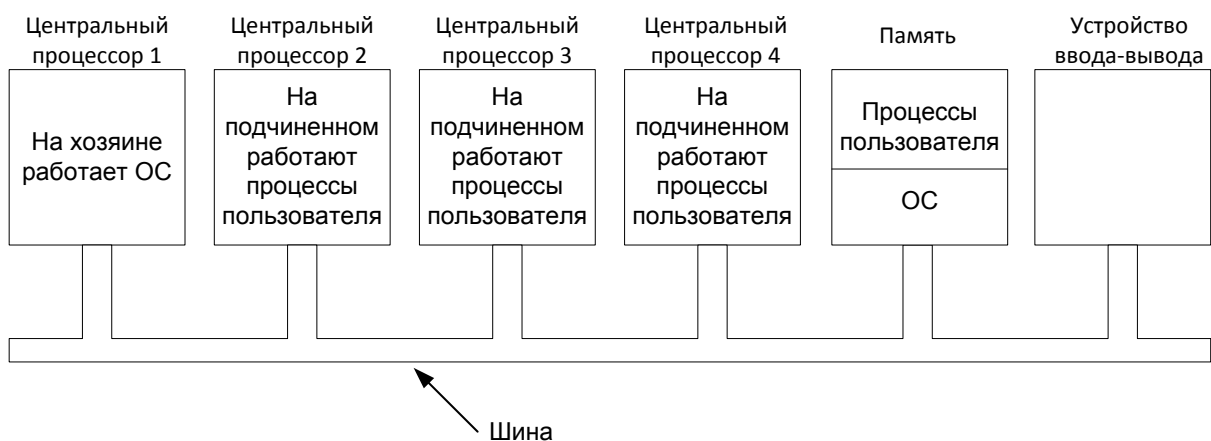 Центральный
процессор 1
Центральный
процессор 2
Центральный
процессор 3
Центральный
процессор 4
Память
Устройство
ввода-вывода
На хозяине
работает ОС
На
подчиненном
работают
процессы
пользователя
На
подчиненном
работают
процессы
пользователя
На
подчиненном
работают
процессы
пользователя
Процессы
пользователя
ОС
Шина